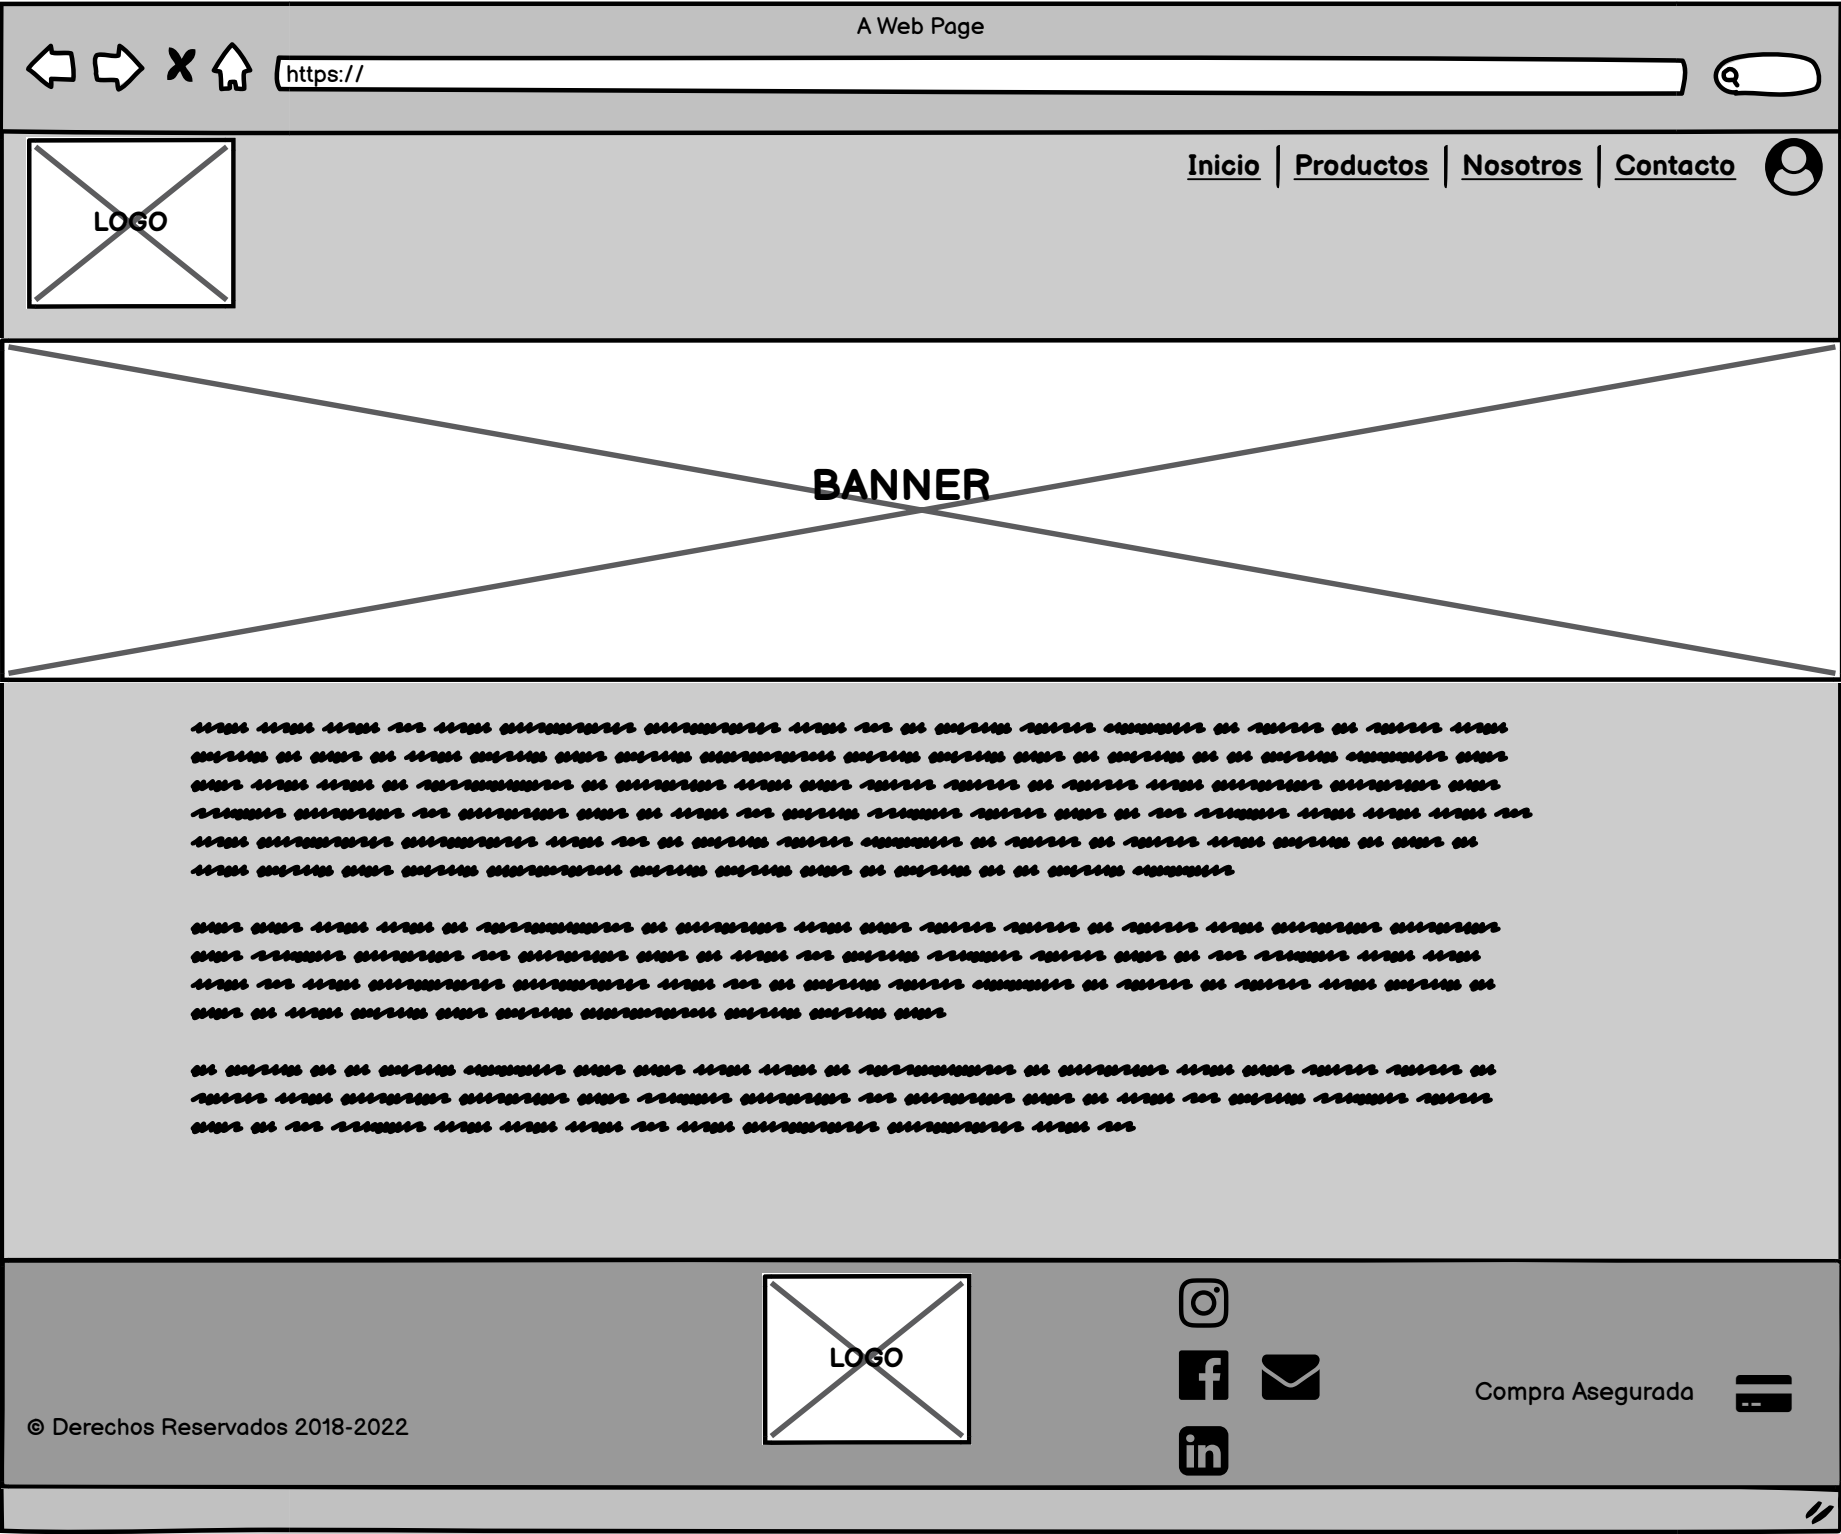 A Web Page
https://
Inicio
Productos
Nosotros
Contacto
LOGO
BANNER
LOGO
© Derechos Reservados 2018-2022
Compra Asegurada